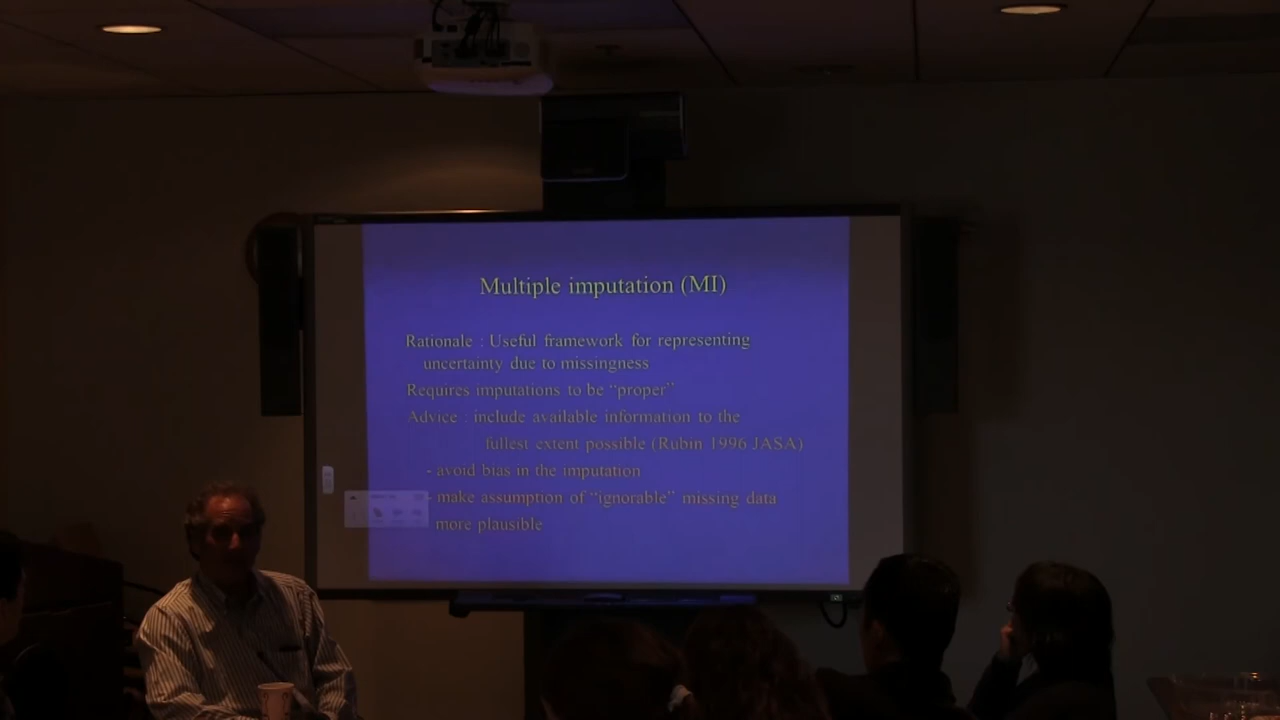 Multiple imputation (MI)
Rationale : Useful framework for representing
uncertainty due to missingness
Requires imputations to be “proper”
Advice : include available information to the
fullest extent possible (Rubin 1996 JASA)
- avoid bias in the imputation
- make assumption of “ignorable” missing data
more plausible